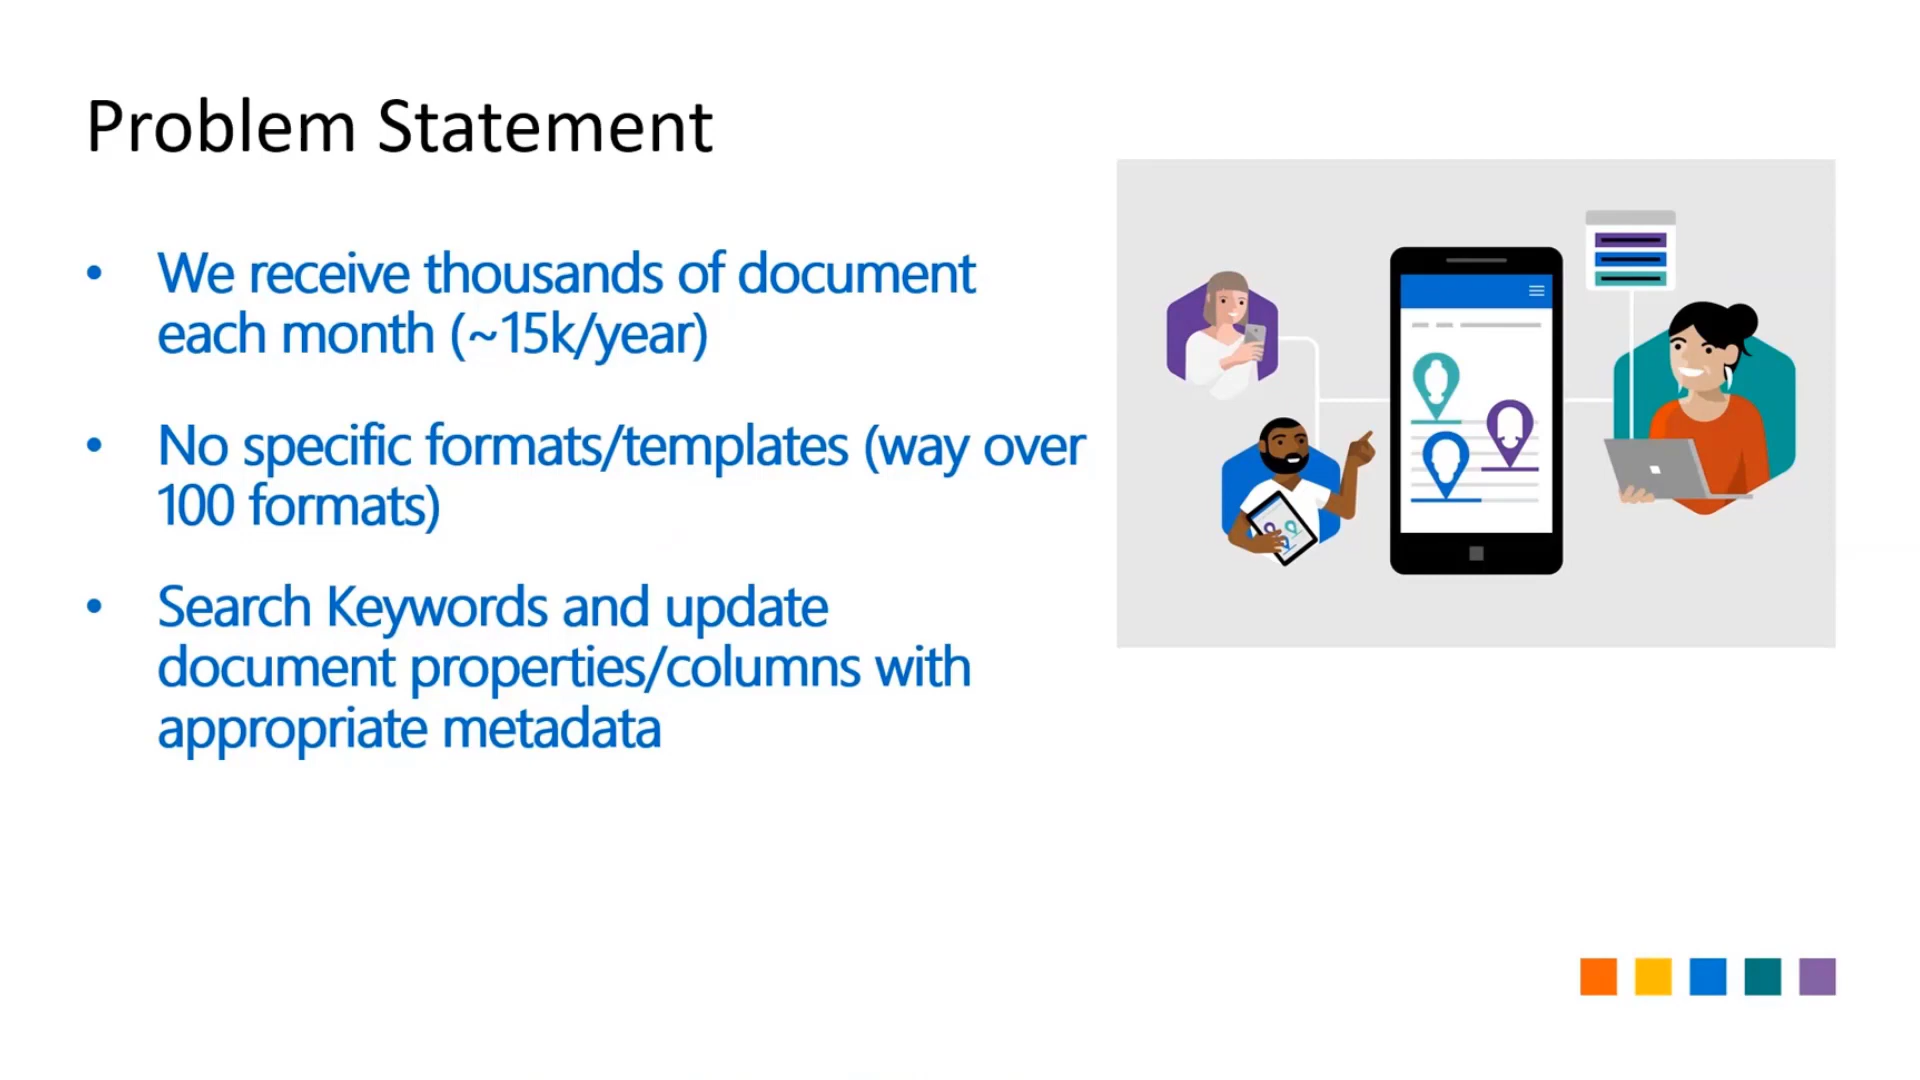 Problem Statement
• We receive thousands of document
each month (~15k/year)
• No specific formats/templates (way over
100 formats)
• Search Keywords and update
document properties/columns with
appropriate metadata